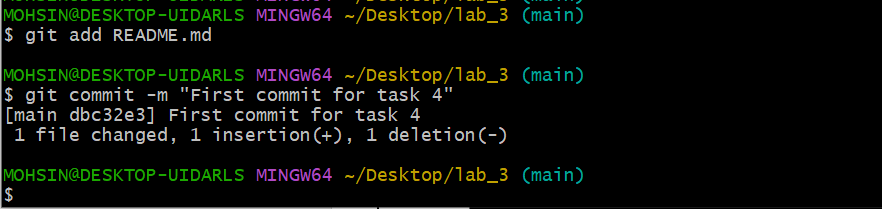 MOHSIN@DESKTOP-UIDARLS MINGW64 ~/Desktop/lab_3 (main)
$ git add README.md
MOHSIN@DESKTOP-UIDARLS MINGW64 ~/Desktop/lab_3 (main)
$ git commit -m "First commit for task 4"
[main dbc32e3] First commit for task 4
 1 file changed, 1 insertion(+), 1 deletion(-)
MOHSIN@DESKTOP-UIDARLS MINGW64 ~/Desktop/lab_3 (main)
$